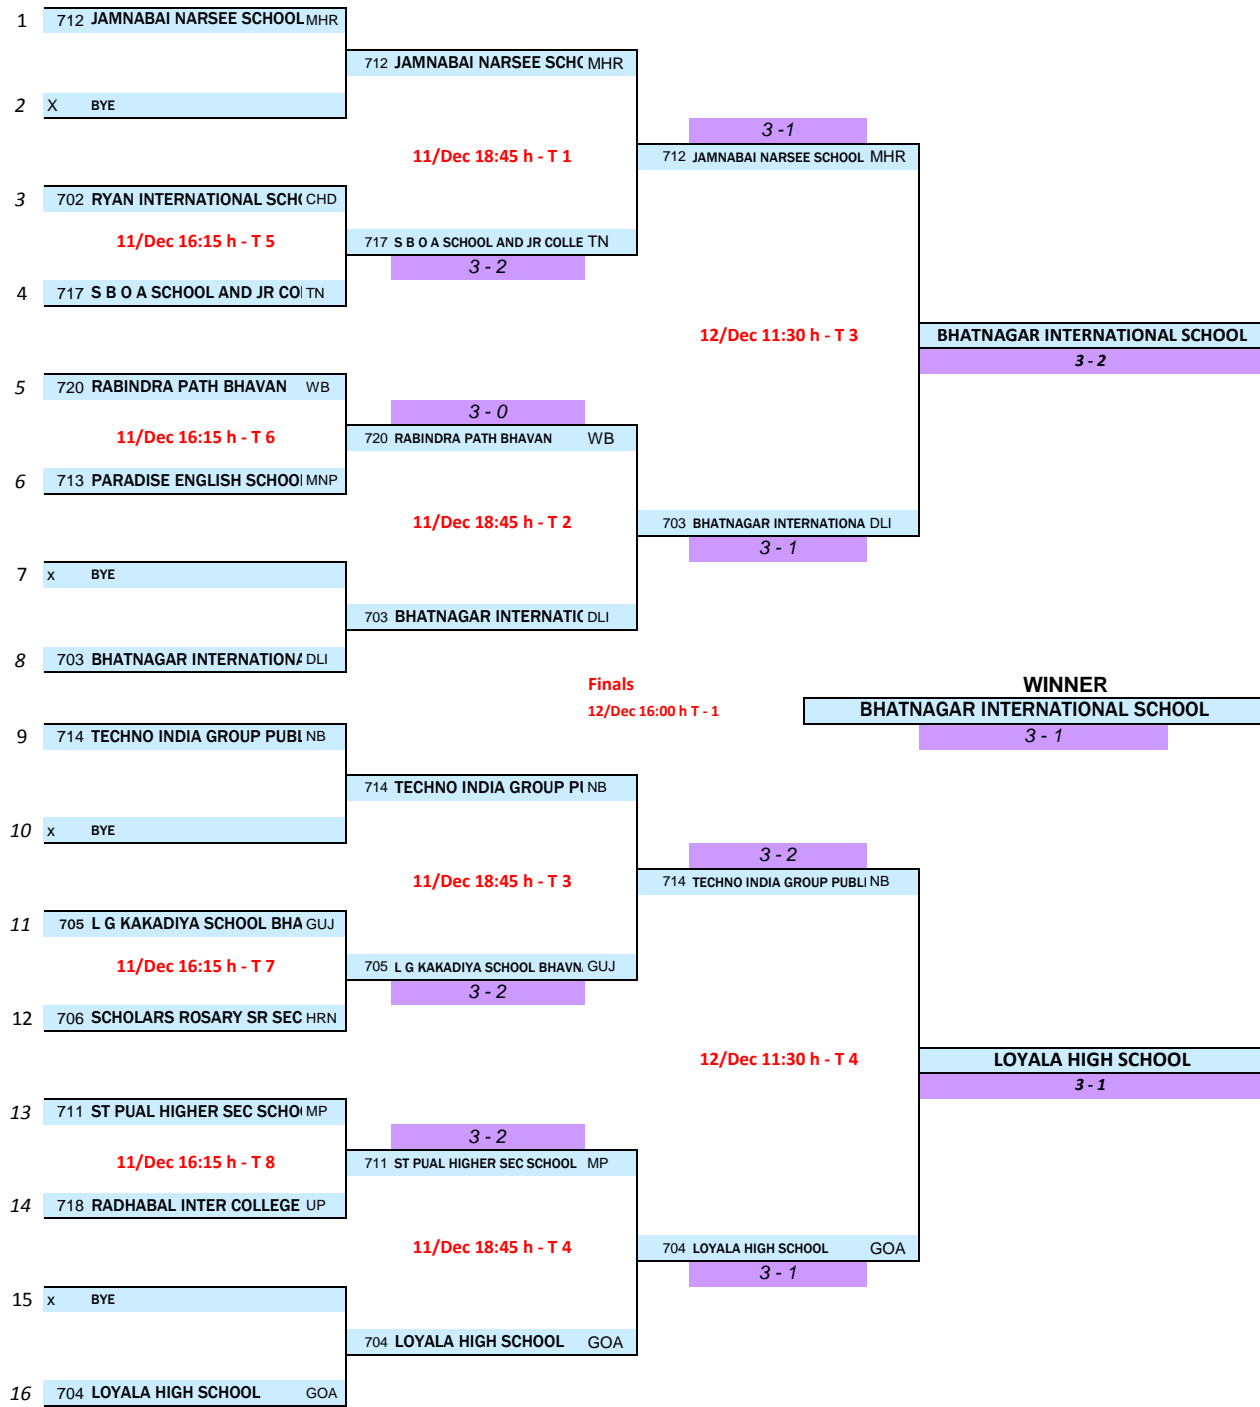 1 712 JAMNABAI NARSEE SCHOOL MHR
712 JAMNABAI NARSEE SCHC MHR
2 X BYE
3 -1
11/Dec 18:45 h - T 1
712 JAMNABAI NARSEE SCHOOL MHR
3 702 RYAN INTERNATIONAL SCH( CHD
11/Dec 16:15 h - T 5
717 S B O A SCHOOL AND JR COLLE TN
3 - 2
4 717 S B O A SCHOOL AND JR CO TN
12/Dec 11:30 h - T 3
BHATNAGAR INTERNATIONAL SCHOOL
3 - 2
5 720 RABINDRA PATH BHAVAN WB
3 - 0
11/Dec 16:15 h - T 6
720 RABINDRA PATH BHAVAN WB
6 713 PARADISE ENGLISH SCHOO MNP
11/Dec 18:45 h - T 2
703 BHATNAGAR INTERNATIONA DLI
3 - 1
7 x BYE
703 BHATNAGAR INTERNATIC DLI
8 703 BHATNAGAR INTERNATIONA DLI
Finals
WINNER
12/Dec 16:00 h T - 1
BHATNAGAR INTERNATIONAL SCHOOL
3 - 1
9 714 TECHNO INDIA GROUP PUBL NB
714 TECHNO INDIA GROUP PI NB
10 x BYE
3 - 2
11/Dec 18:45 h - T 3
714 TECHNO INDIA GROUP PUBLI NB
11 705 L G KAKADIYA SCHOOL BHA GUJ
11/Dec 16:15 h - T 7
705 L G KAKADIYA SCHOOL BHAVN. GUJ
3 - 2
12 706 SCHOLARS ROSARY SR SEC HRN
12/Dec 11:30 h - T 4
LOYALA HIGH SCHOOL
3 - 1
13 711 ST PUAL HIGHER SEC SCHO( MP
3 - 2
11/Dec 16:15 h - T 8
711 ST PUAL HIGHER SEC SCHOOL MP
14 718 RADHABAL INTER COLLEGE UP
11/Dec 18:45 h - T 4
704 LOYALA HIGH SCHOOL GOA
3 - 1
15 x BYE
704 LOYALA HIGH SCHOOL GOA
16 704 LOYALA HIGH SCHOOL GOA